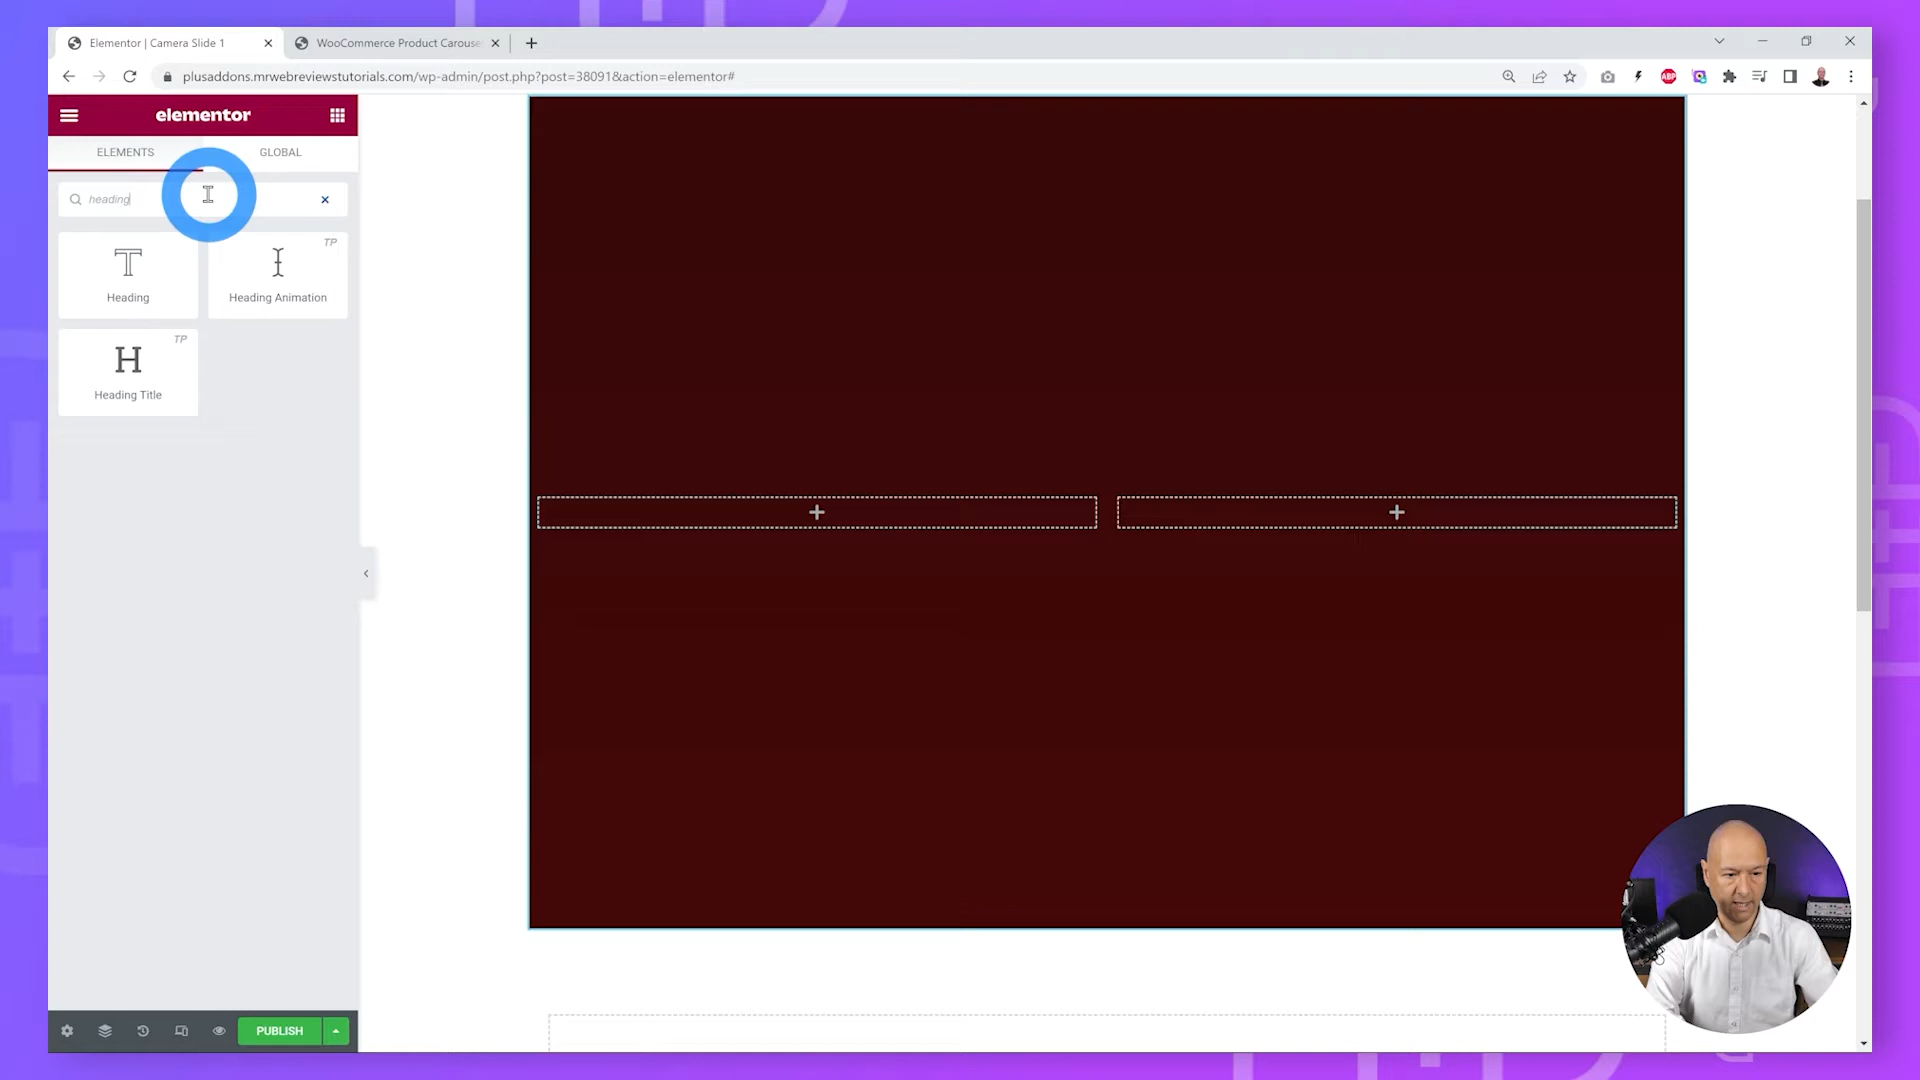 Elementor | Camera Slide 1
WooCommerce Product Carouse
plusaddons.mrwebreviewstutorials.com/wp-admin/post.php?post=38091&action=elementor#
ABP
elementor
ELEMENTS
GLOBAL
heading
T
Heading
TP
Heading Animation
TP
H
Heading Title
PUBLISH